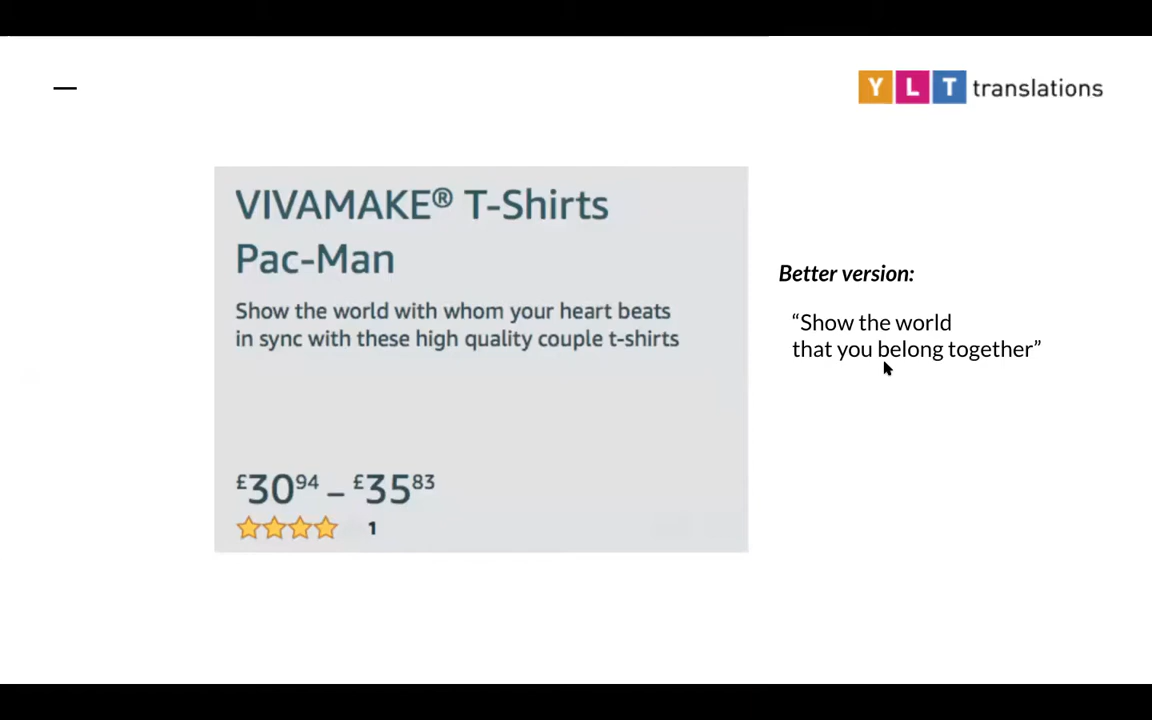 Y L T translations
VIVAMAKE® T-Shirts
Pac-Man
Show the world with whom your heart beats
in sync with these high quality couple t-shirts
£3094 – £3583
1
Better version:
“Show the world
that you belong together”